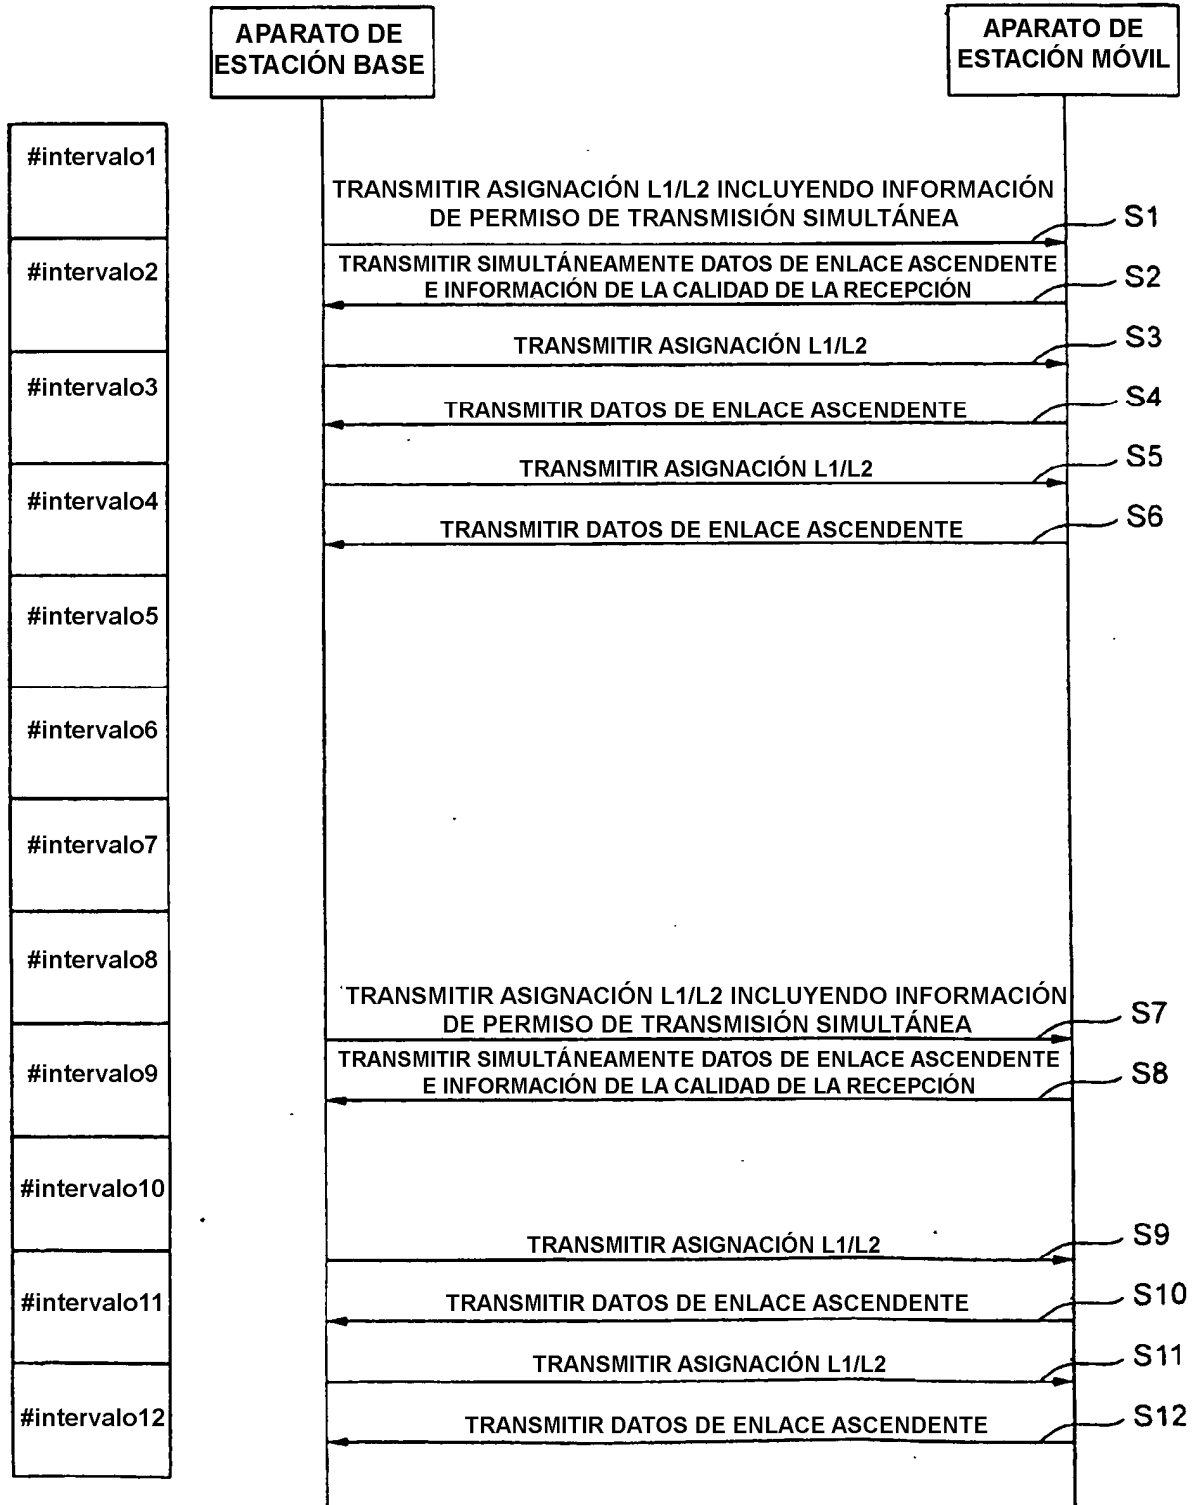 APARATO DE
ESTACIÓN BASE
APARATO DE
ESTACIÓN MÓVIL
#intervalo1
TRANSMITIR ASIGNACIÓN L1/L2 INCLUYENDO INFORMACIÓN
DE PERMISO DE TRANSMISIÓN SIMULTÁNEA
S1
#intervalo2
TRANSMITIR SIMULTÁNEAMENTE DATOS DE ENLACE ASCENDENTE
E INFORMACIÓN DE LA CALIDAD DE LA RECEPCIÓN
S2
TRANSMITIR ASIGNACIÓN L1/L2
S3
#intervalo3
TRANSMITIR DATOS DE ENLACE ASCENDENTE
S4
TRANSMITIR ASIGNACIÓN L1/L2
S5
#intervalo4
TRANSMITIR DATOS DE ENLACE ASCENDENTE
S6
#intervalo5
#intervalo6
#intervalo7
#intervalo8
TRANSMITIR ASIGNACIÓN L1/L2 INCLUYENDO INFORMACIÓN
DE PERMISO DE TRANSMISIÓN SIMULTÁNEA
S7
#intervalo9
TRANSMITIR SIMULTÁNEAMENTE DATOS DE ENLACE ASCENDENTE
E INFORMACIÓN DE LA CALIDAD DE LA RECEPCIÓN
S8
#intervalo10
TRANSMITIR ASIGNACIÓN L1/L2
S9
#intervalo11
TRANSMITIR DATOS DE ENLACE ASCENDENTE
S10
TRANSMITIR ASIGNACIÓN L1/L2
S11
#intervalo12
TRANSMITIR DATOS DE ENLACE ASCENDENTE
S12